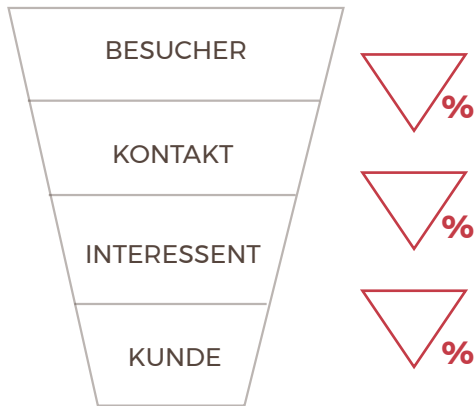 BESUCHER
%
KONTAKT
%
INTERESSENT
%
KUNDE